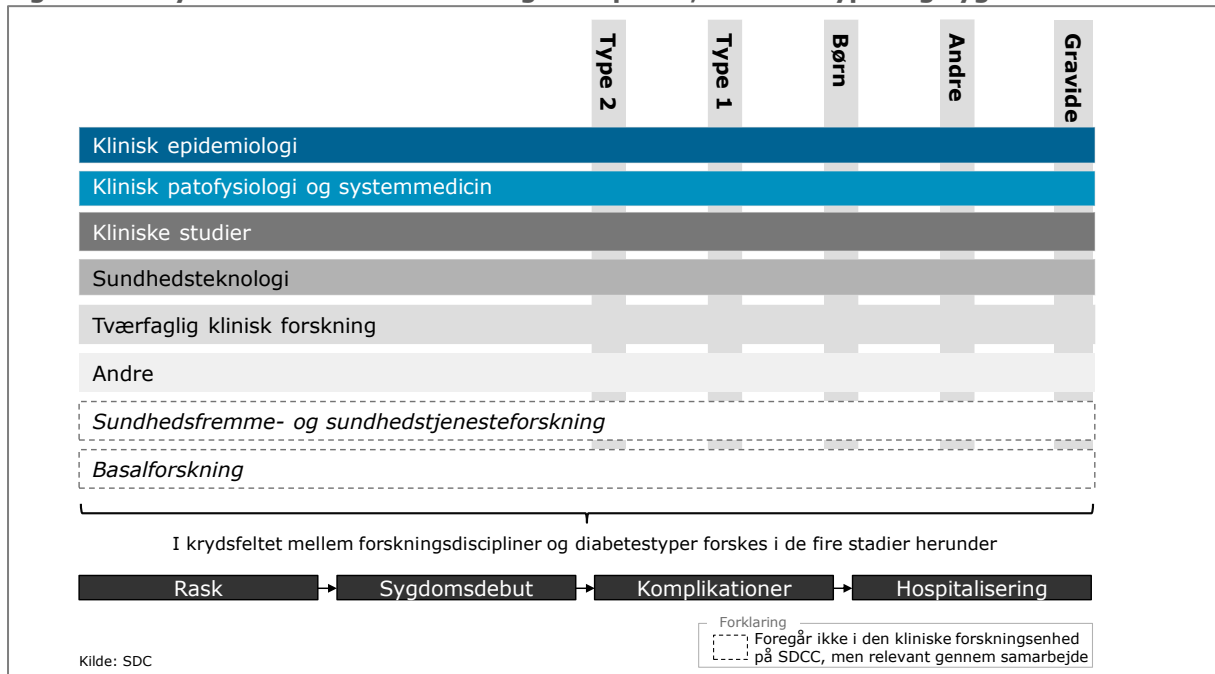 Type 2
Type 1
Børn
Andre
Gravide
Klinisk epidemiologi
Klinisk patofysiologi og systemmedicin
Kliniske studier
Sundhedsteknologi
Tværfaglig klinisk forskning
Andre
Sundhedsfremme- og sundhedstjenesteforskning
Basalforskning
I krydsfeltet mellem forskningsdiscipliner og diabetestyper forskes i de fire stadier herunder
Rask
Sygdomsdebut
Komplikationer
Hospitalisering
Forklaring
Foregår ikke i den kliniske forskningsenhed
på SDCC, men relevant gennem samarbejde
Kilde: SDC